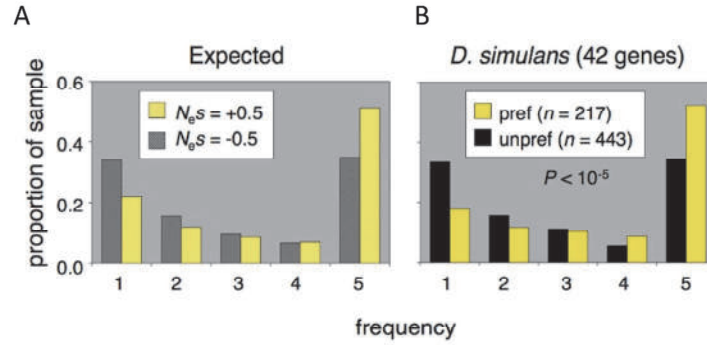 A
B
Expected
D. simulans (42 genes)
proportion of sample
0.6
0.4
0.2
0.0
Nₑs = +0.5
Nₑs = -0.5
pref (n = 217)
unpref (n = 443)
P < 10⁻⁵
1 2 3 4 5
1 2 3 4 5
frequency